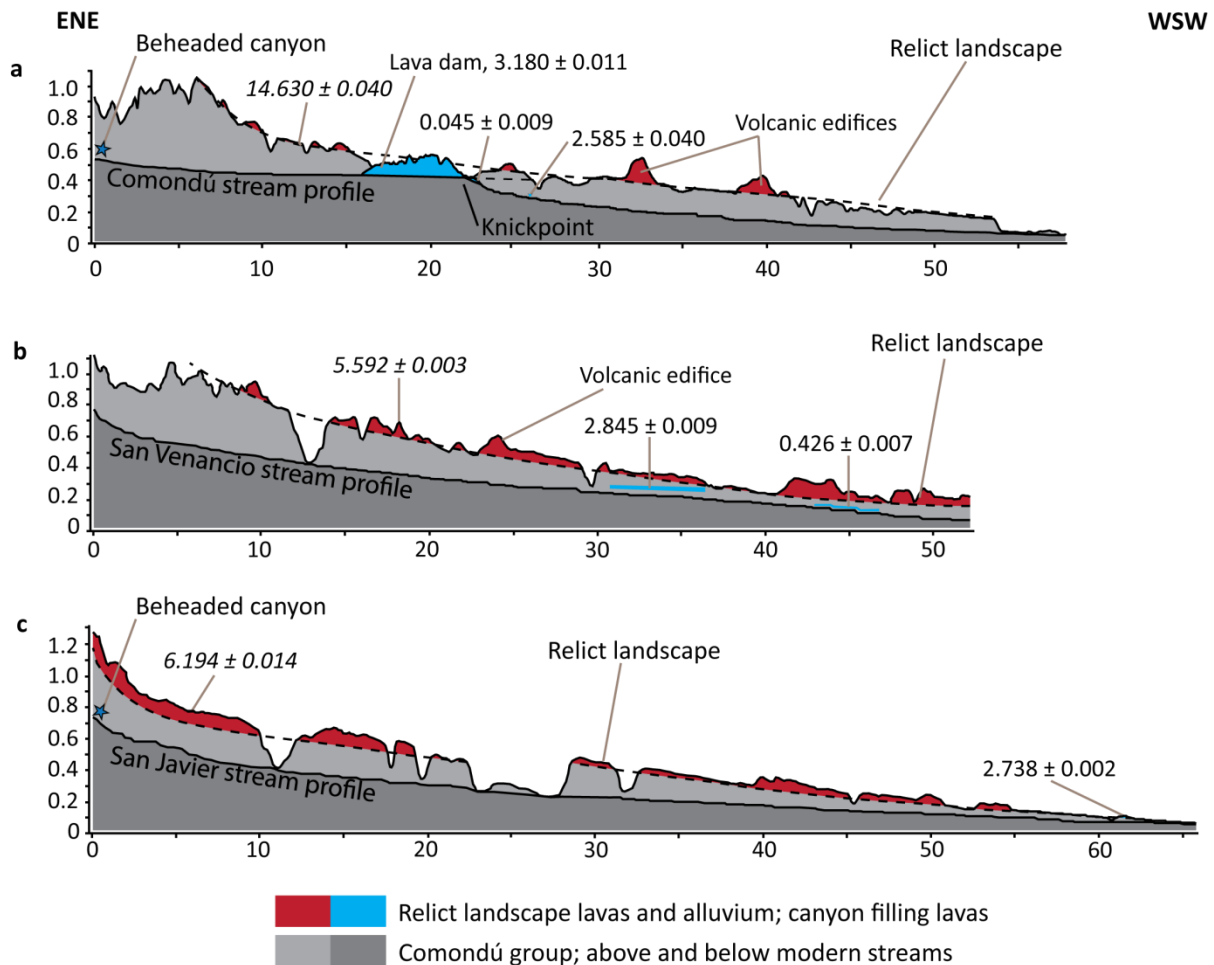 ENE
WSW
Beheaded canyon
Relict landscape
a
Lava dam, 3.180 ± 0.011
14.630 ± 0.040
0.045 ± 0.009
2.585 ± 0.040
Volcanic edifices
1.0
0.8
0.6
0.4
0.2
0
Comondú stream profile
Knickpoint
0 10 20 30 40 50
b
Relict landscape
5.592 ± 0.003
Volcanic edifice
2.845 ± 0.009
0.426 ± 0.007
1.0
0.8
0.6
0.4
0.2
0
San Venancio stream profile
0 10 20 30 40 50
Beheaded canyon
c
Relict landscape
6.194 ± 0.014
2.738 ± 0.002
1.2
1.0
0.8
0.6
0.4
0.2
0
San Javier stream profile
0 10 20 30 40 50 60
Relict landscape lavas and alluvium; canyon filling lavas
Comondú group; above and below modern streams